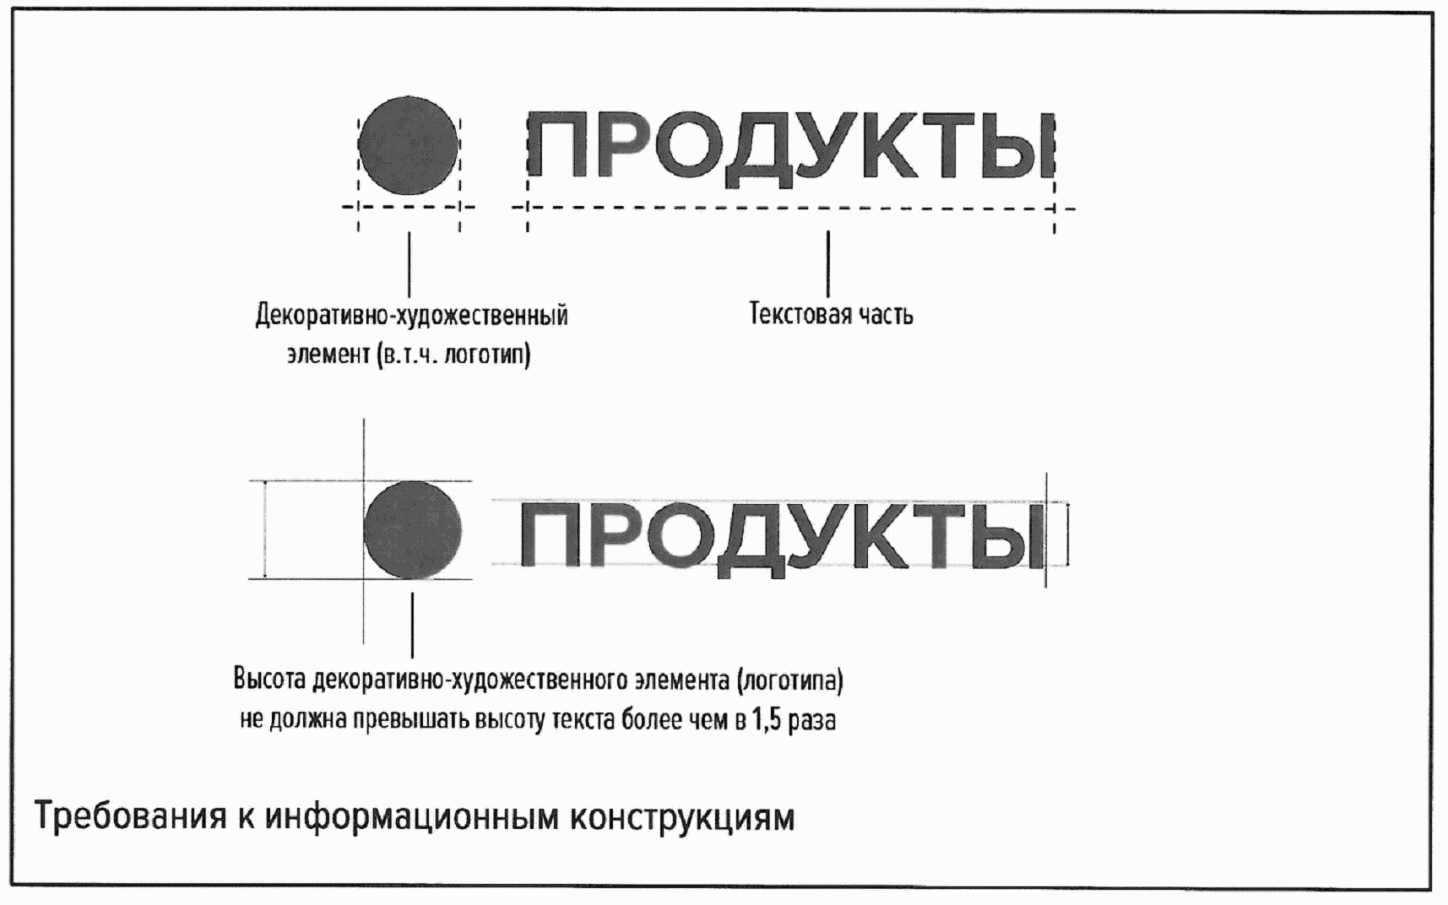 ПРОДУКТЫ
Декоративно-художественный
элемент (в.т.ч. логотип)
Текстовая часть
ПРОДУКТЫ
Высота декоративно-художественного элемента (логотипа)
не должна превышать высоту текста более чем в 1,5 раза
Требования к информационным конструкциям